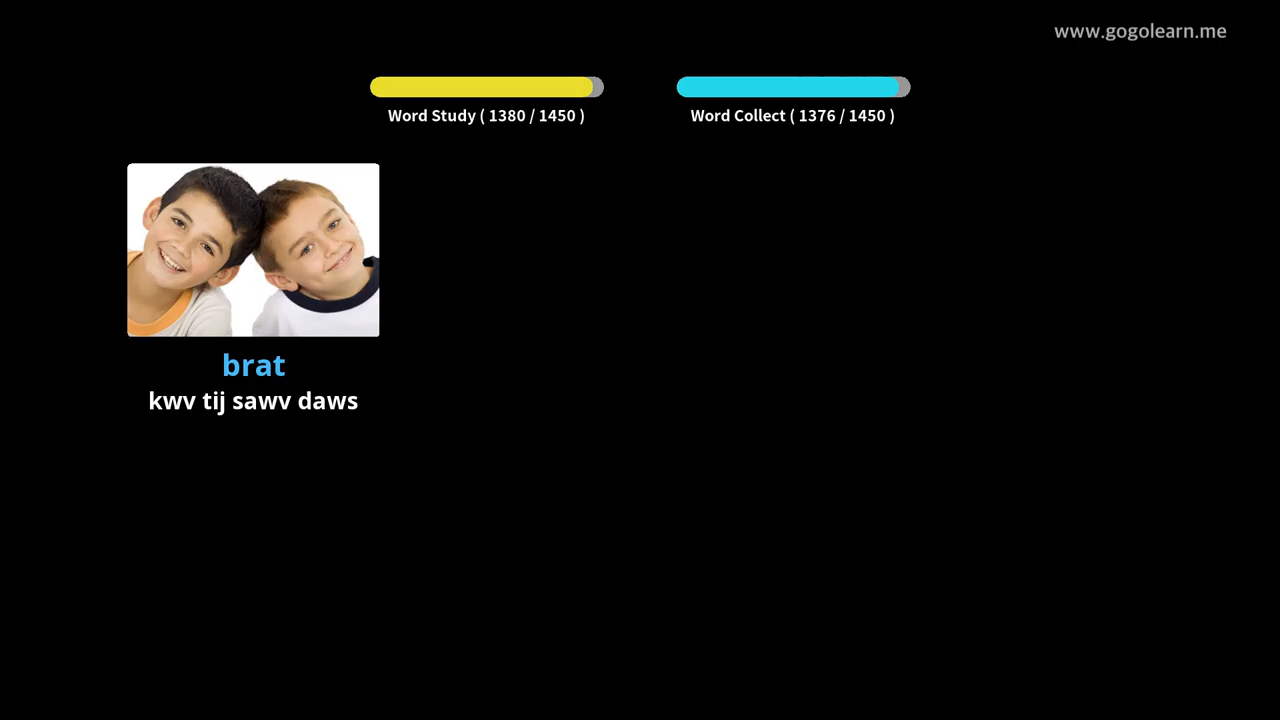 www.gogolearn.me
Word Study ( 1380 / 1450 )
Word Collect ( 1376 / 1450 )
brat
kwv tij sawv daws